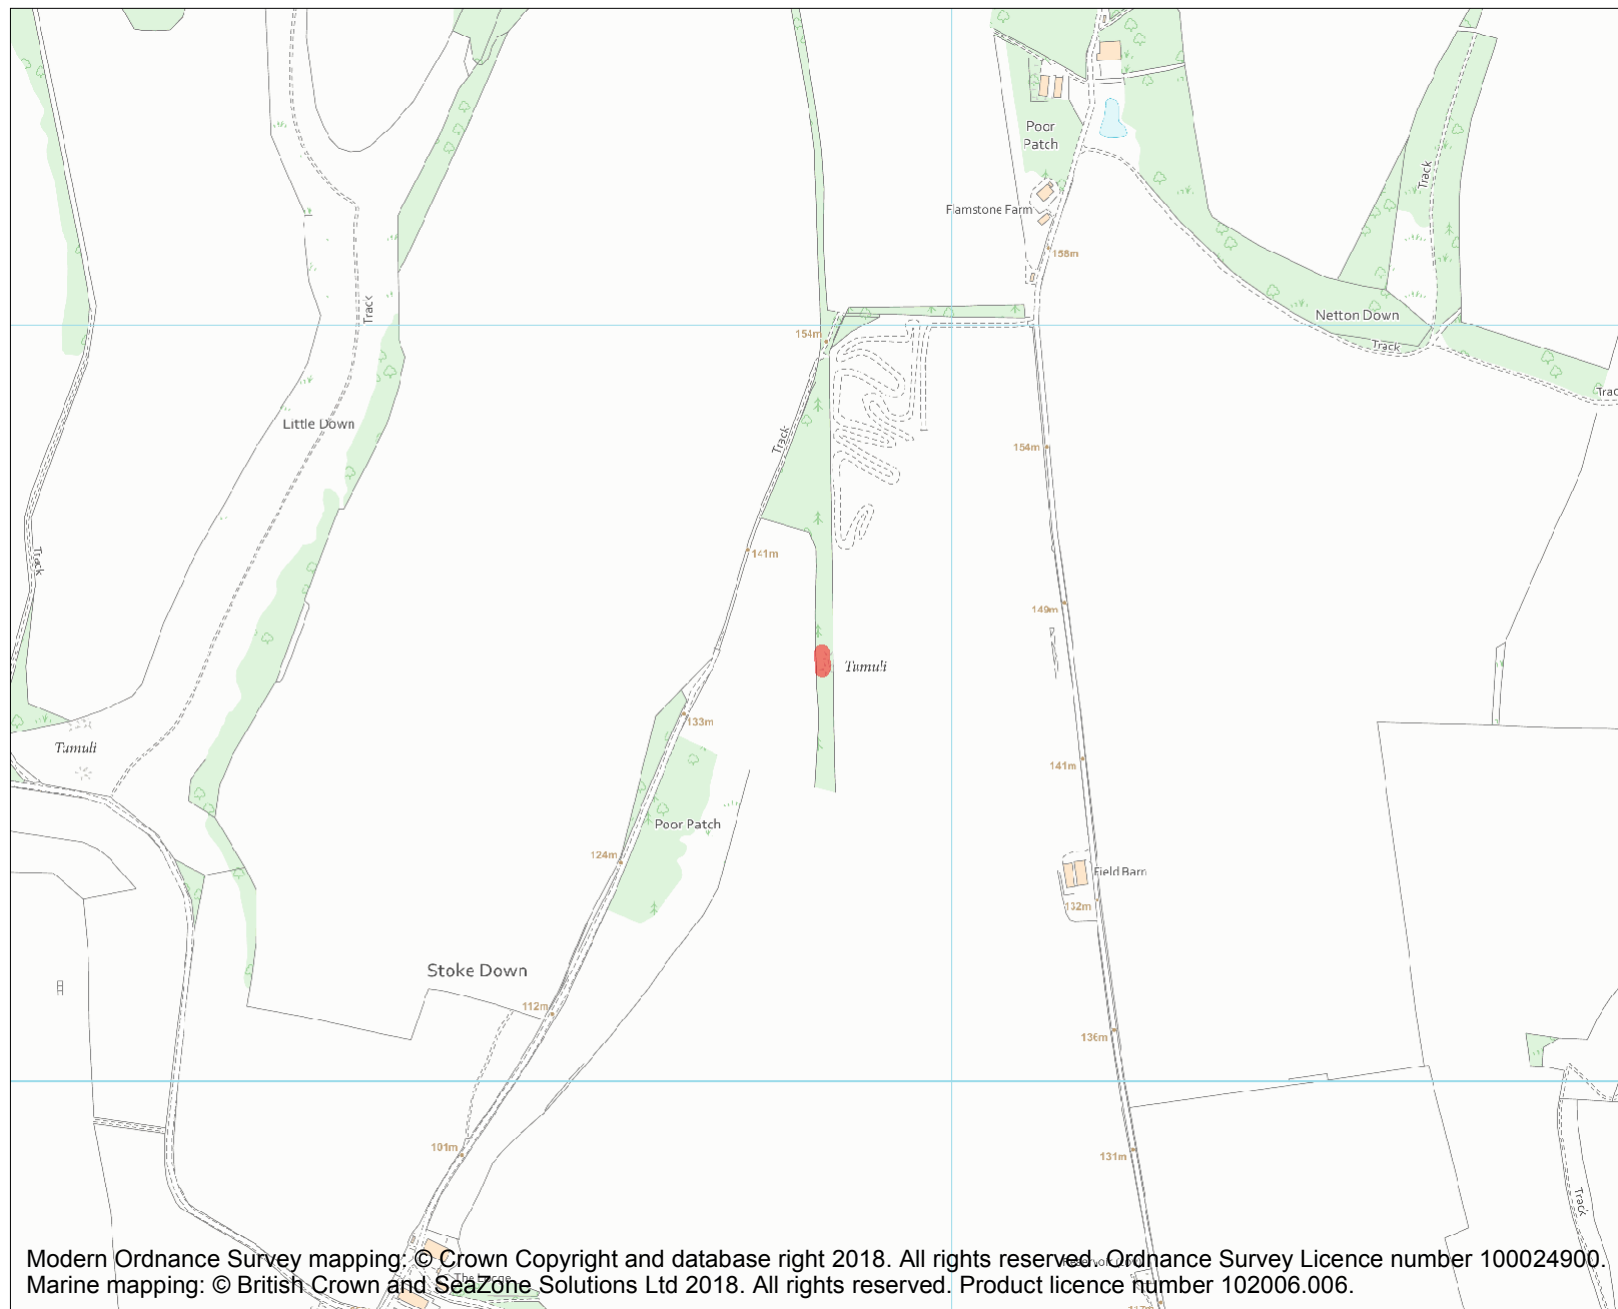 Poor
Patch
Track
Flamstone Farm
158m
Track
Netton Down
154m
Track
Track
Little Down
Track
154m
Track
141m
149m
Tumuli
133m
Tumuli
141m
Poor Patch
124m
Field Barn
132m
Stoke Down
112m
136m
101m
131m
Track
Modern Ordnance Survey mapping: © Crown Copyright and database right 2018. All rights reserved. Ordnance Survey Licence number 100024900.
Marine mapping: © British Crown and SeaZone Solutions Ltd 2018. All rights reserved. Product licence number 102006.006.